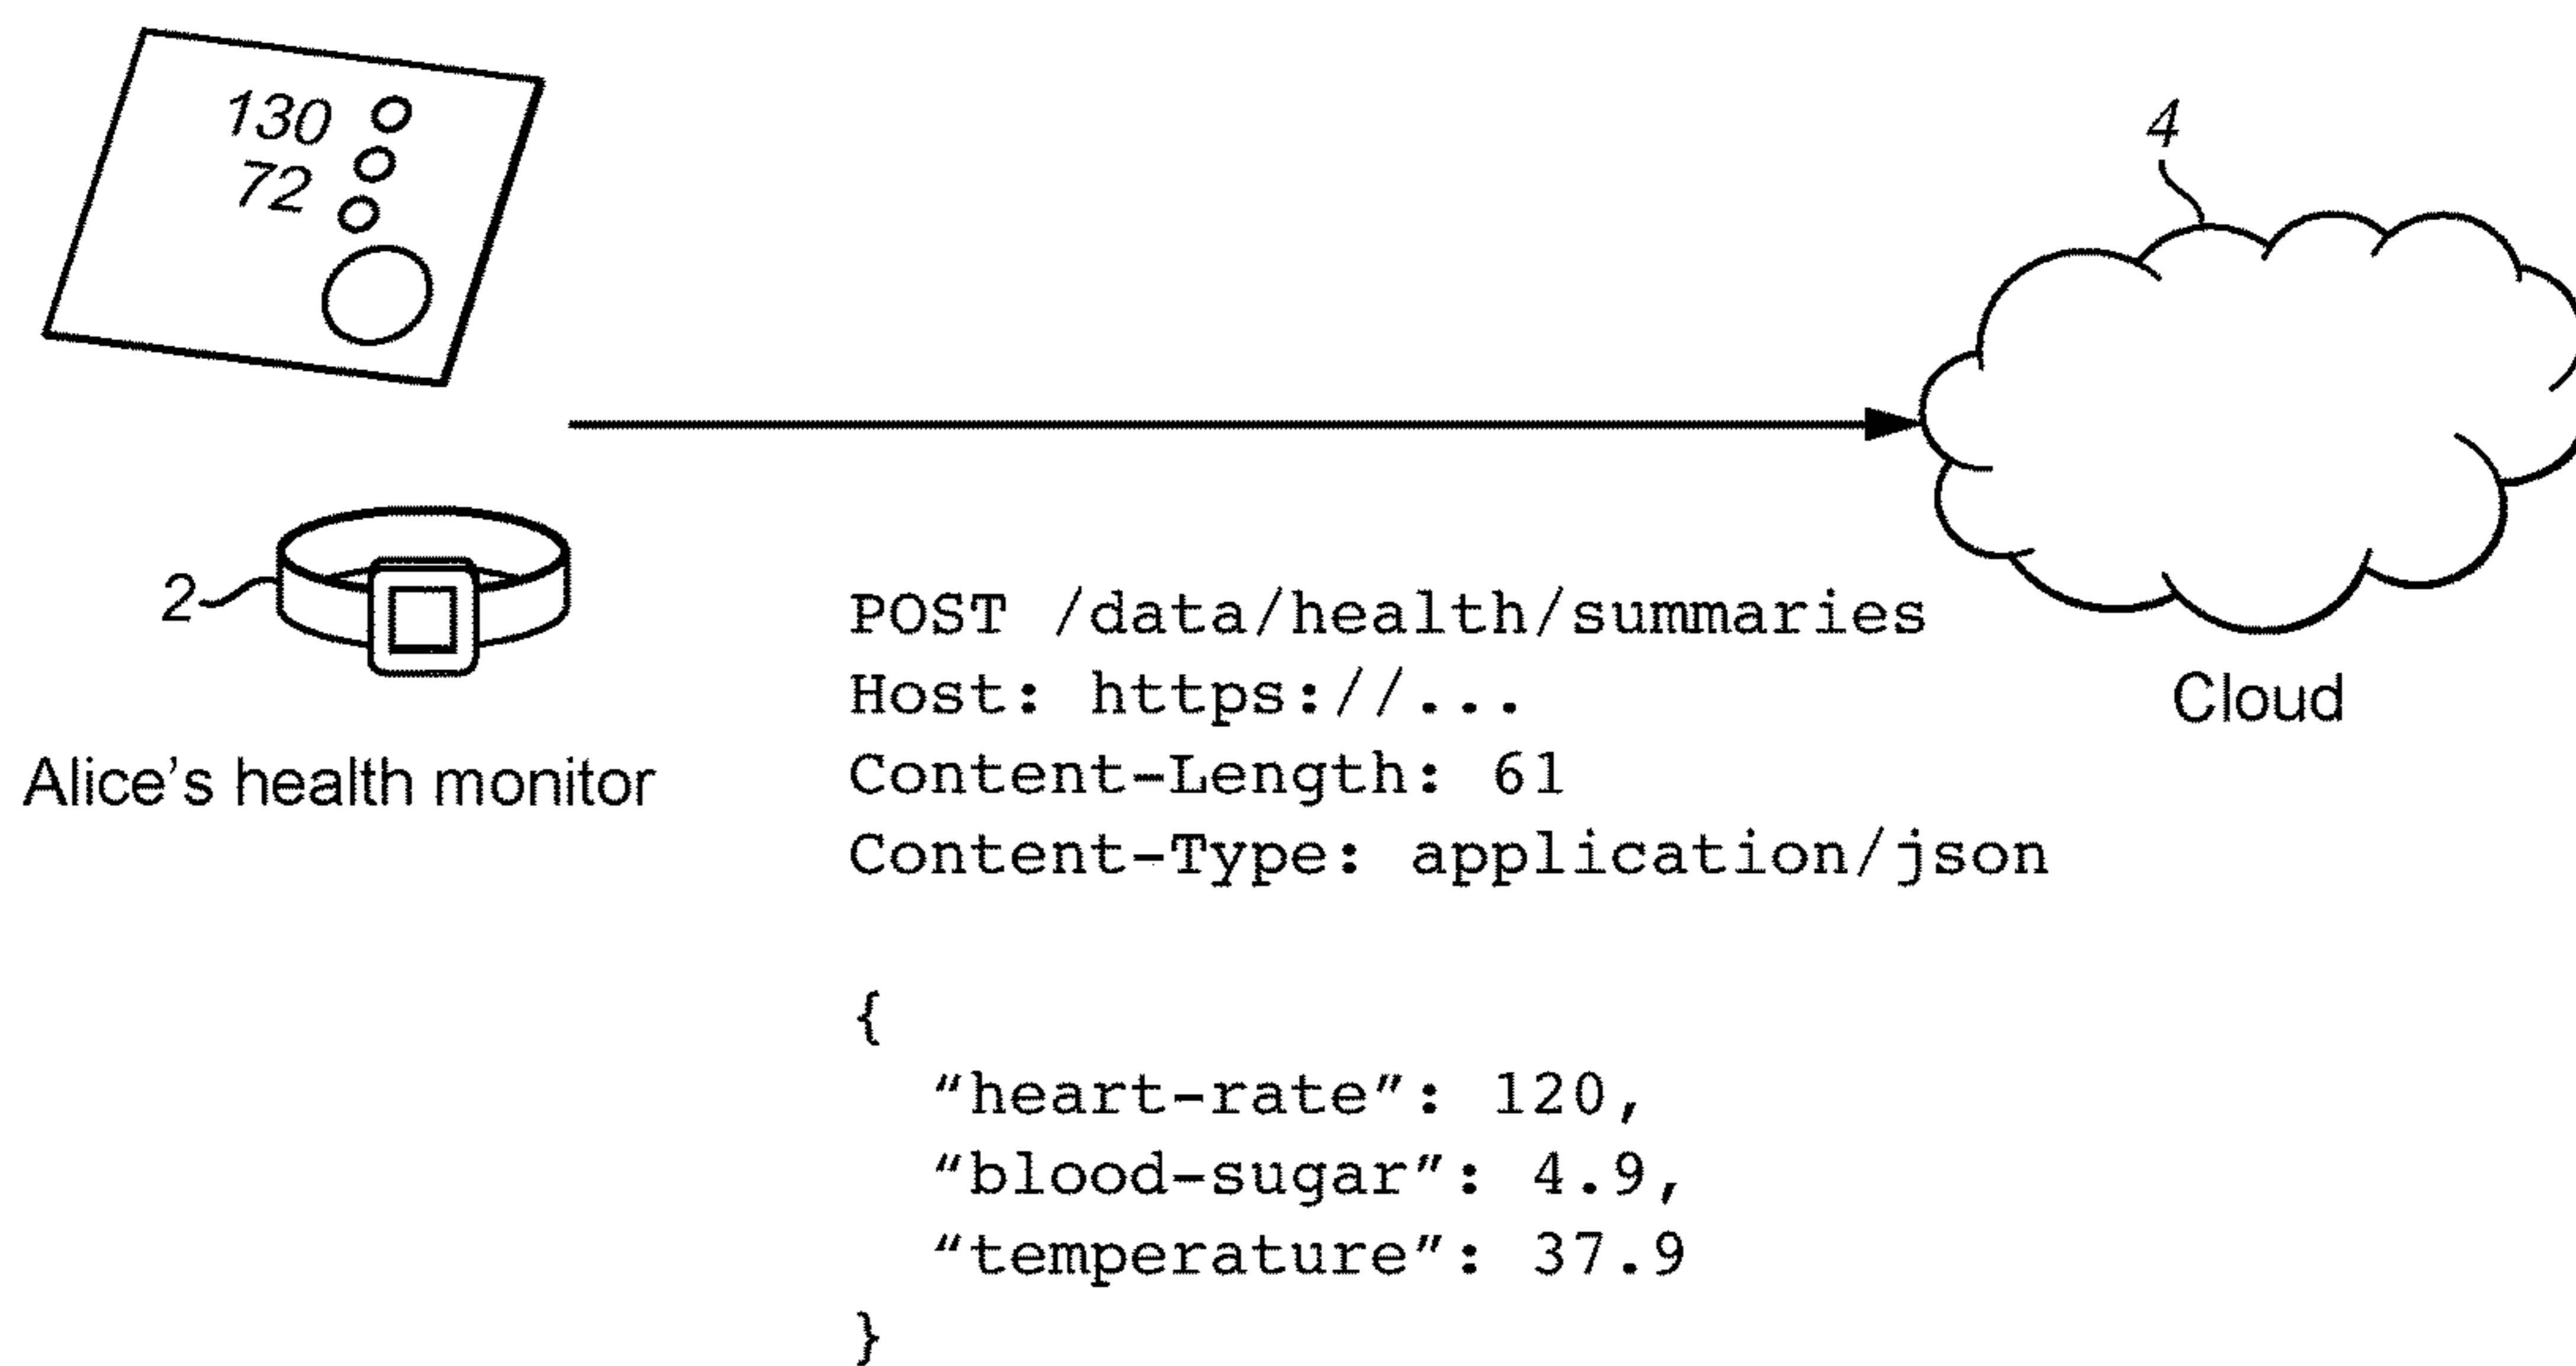 130
72
4
2
Alice’s health monitor
Cloud
POST /data/health/summaries
Host: https://...
Content-Length: 61
Content-Type: application/json
{
“heart-rate”: 120,
“blood-sugar”: 4.9,
“temperature”: 37.9
}